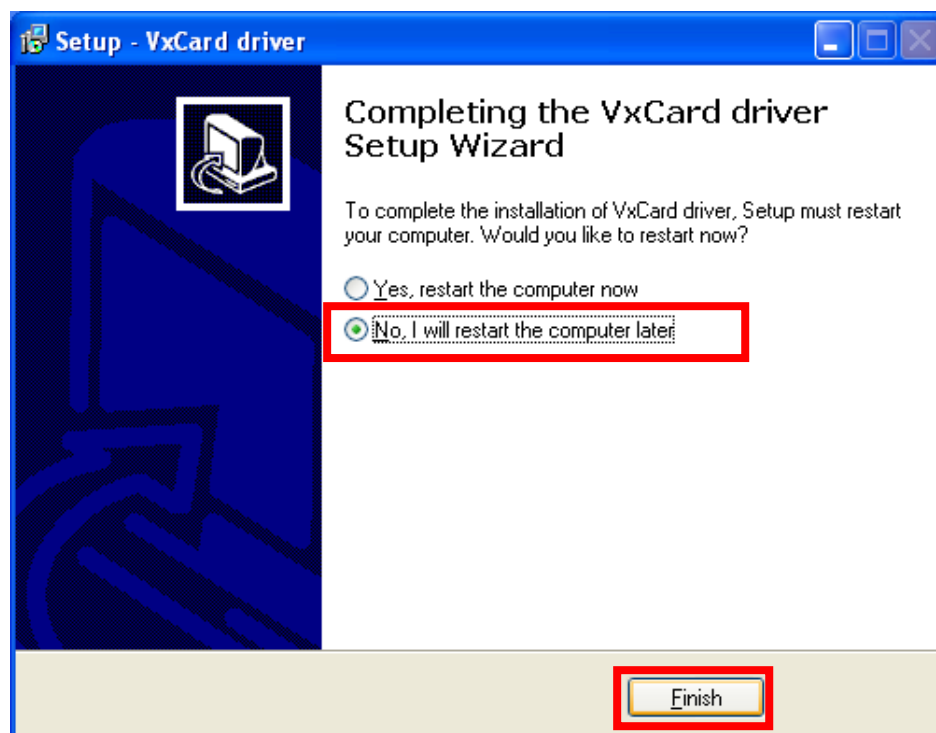 Setup - VxCard driver
Completing the VxCard driver
Setup Wizard
To complete the installation of VxCard driver, Setup must restart
your computer. Would you like to restart now?
Yes, restart the computer now
No, I will restart the computer later
Finish